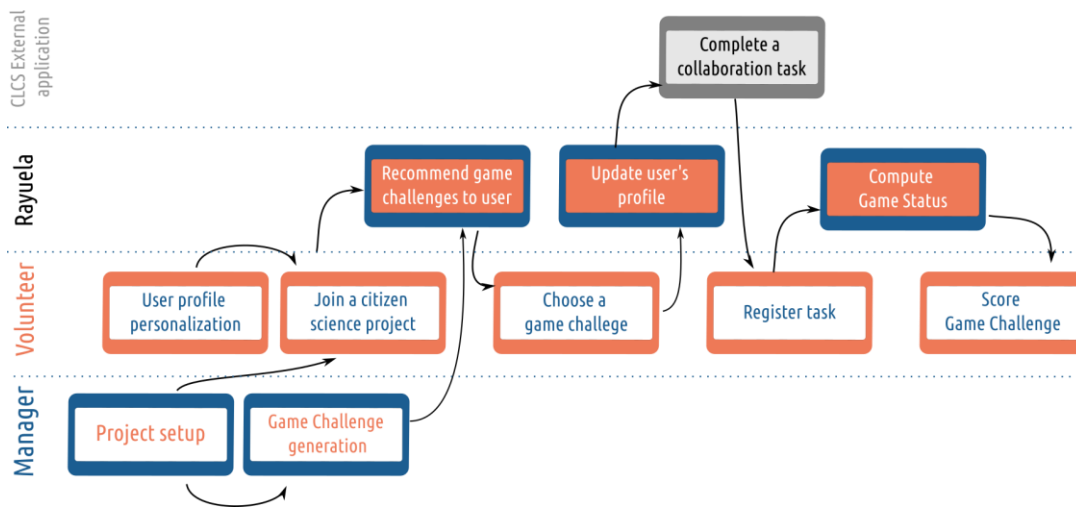 CLCS External
application
Complete a
collaboration task
Rayuela
Recommend game
challenges to user
Update user's
profile
Compute
Game Status
Volunteer
User profile
personalization
Join a citizen
science project
Choose a
game challege
Register task
Score
Game Challenge
Manager
Project setup
Game Challenge
generation